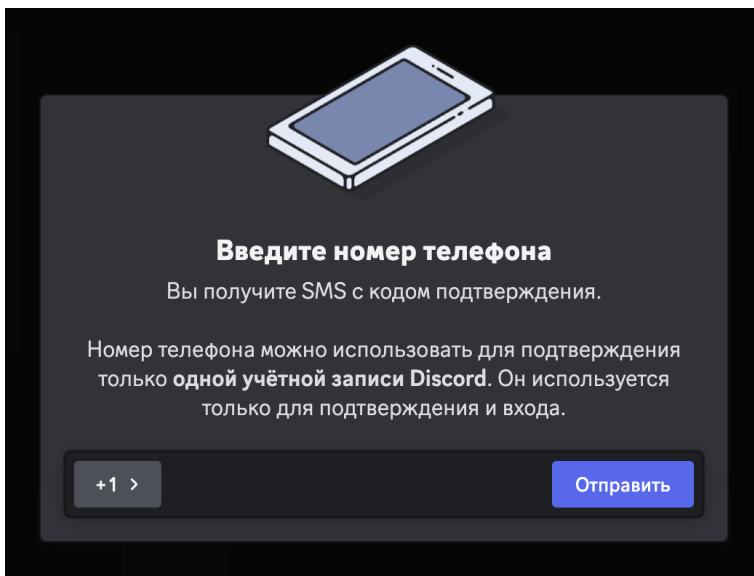 Введите номер телефона
Вы получите SMS с кодом подтверждения.
Номер телефона можно использовать для подтверждения
только одной учётной записи Discord. Он используется
только для подтверждения и входа.
+1 >
Отправить